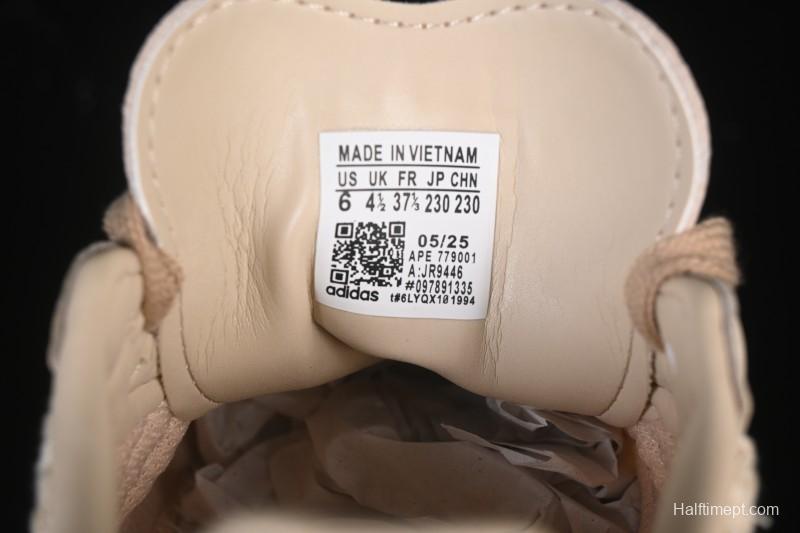 MADE IN VIETNAM
US UK FR JP CHN
6 4½ 37⅓ 230 230
05/25
APE 779001
A:JR9446
#097891335
adidas t#6LYQX101994
Halftimept.com